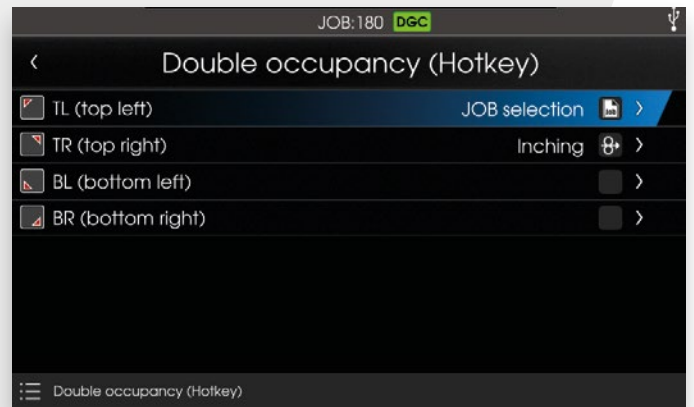 JOB:180 DGC
Double occupancy (Hotkey)
TL (top left) JOB selection Job
TR (top right) Inching
BL (bottom left)
BR (bottom right)
Double occupancy (Hotkey)